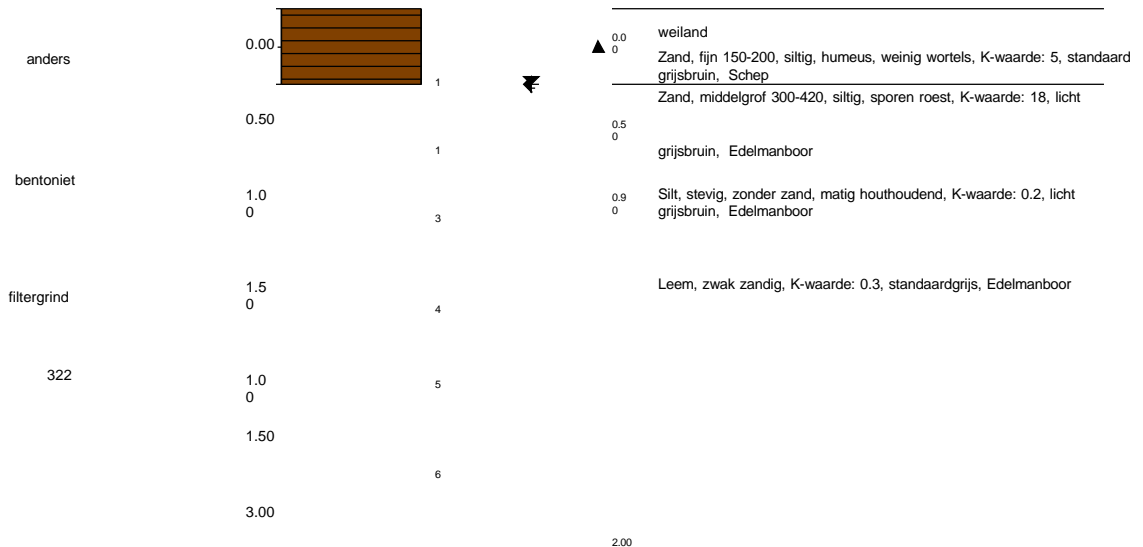 anders
bentoniet
filtergrind
322
0.00
0.50
1.0
0
1.5
0
1.0
0
1.50
3.00
1
1
3
4
5
6
0.0
0
0.5
0
0.9
0
2.00
weiland
Zand, fijn 150-200, siltig, humeus, weinig wortels, K-waarde: 5, standaard
grijsbruin, Schep
Zand, middelgrof 300-420, siltig, sporen roest, K-waarde: 18, licht
grijsbruin, Edelmanboor
Silt, stevig, zonder zand, matig houthoudend, K-waarde: 0.2, licht
grijsbruin, Edelmanboor
Leem, zwak zandig, K-waarde: 0.3, standaardgrijs, Edelmanboor